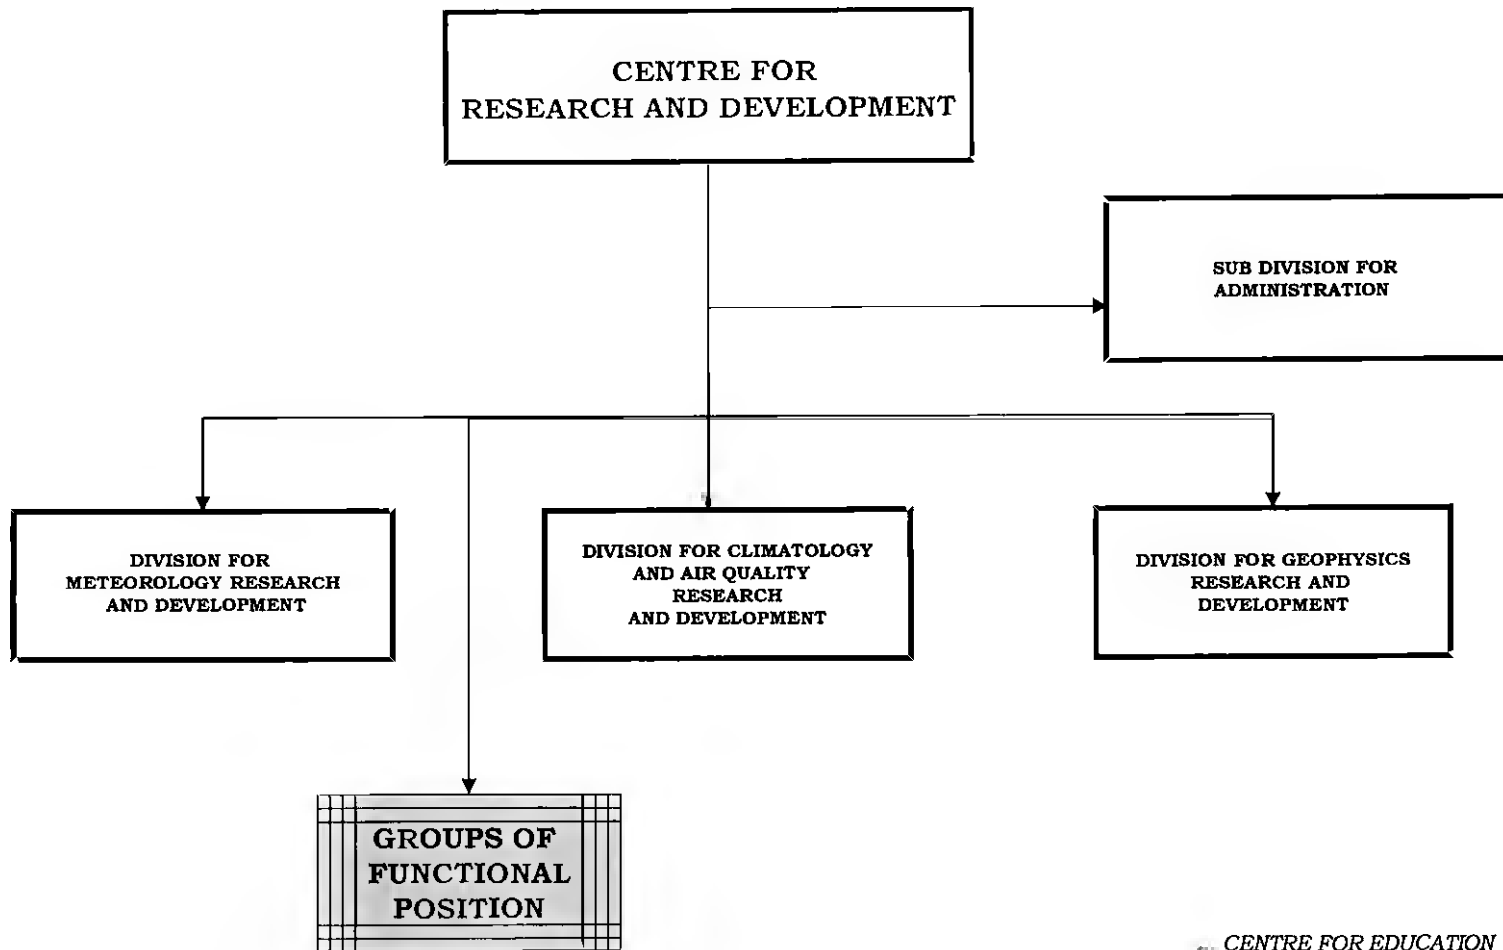 CENTRE FOR
RESEARCH AND DEVELOPMENT
SUB DIVISION FOR
ADMINISTRATION
DIVISION FOR
METEOROLOGY RESEARCH
AND DEVELOPMENT
DIVISION FOR CLIMATOLOGY
AND AIR QUALITY
RESEARCH
AND DEVELOPMENT
DIVISION FOR GEOPHYSICS
RESEARCH AND
DEVELOPMENT
GROUPS OF
FUNCTIONAL
POSITION
CENTRE FOR EDUCATION